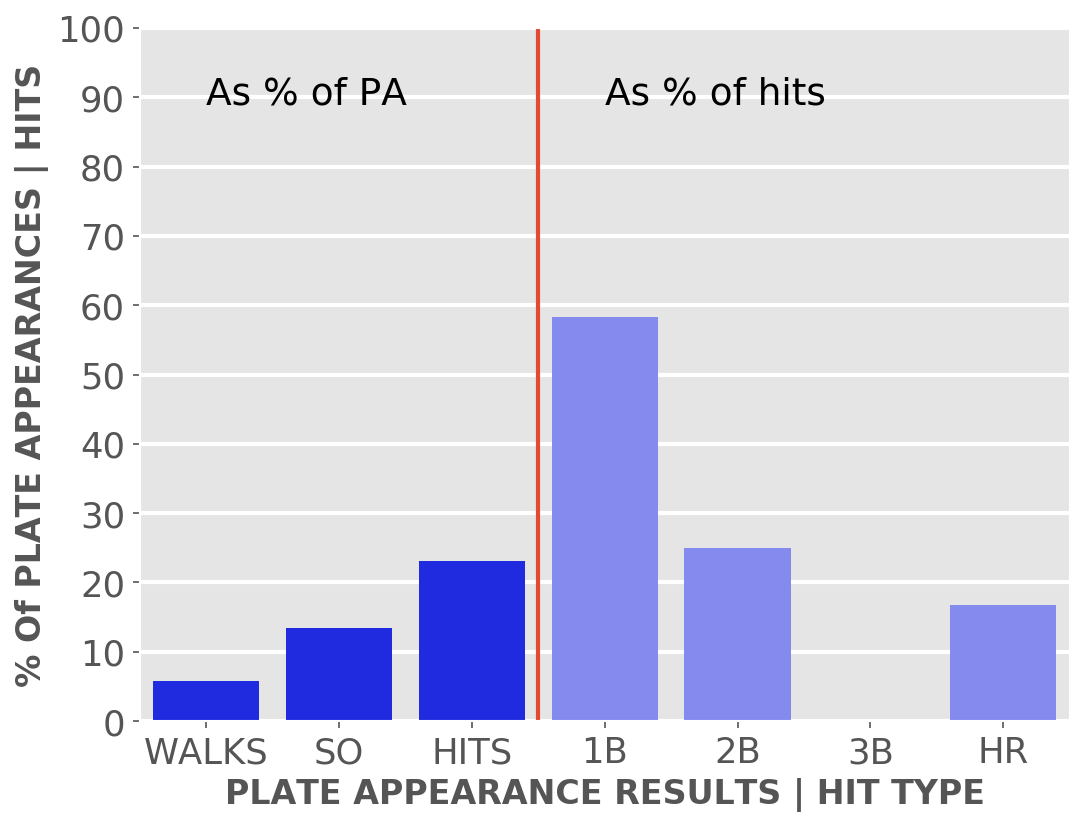 100
90
80
70
60
50
40
30
20
10
0
% Of PLATE APPEARANCES | HITS
As % of PA
As % of hits
WALKS SO HITS 1B 2B 3B HR
PLATE APPEARANCE RESULTS | HIT TYPE